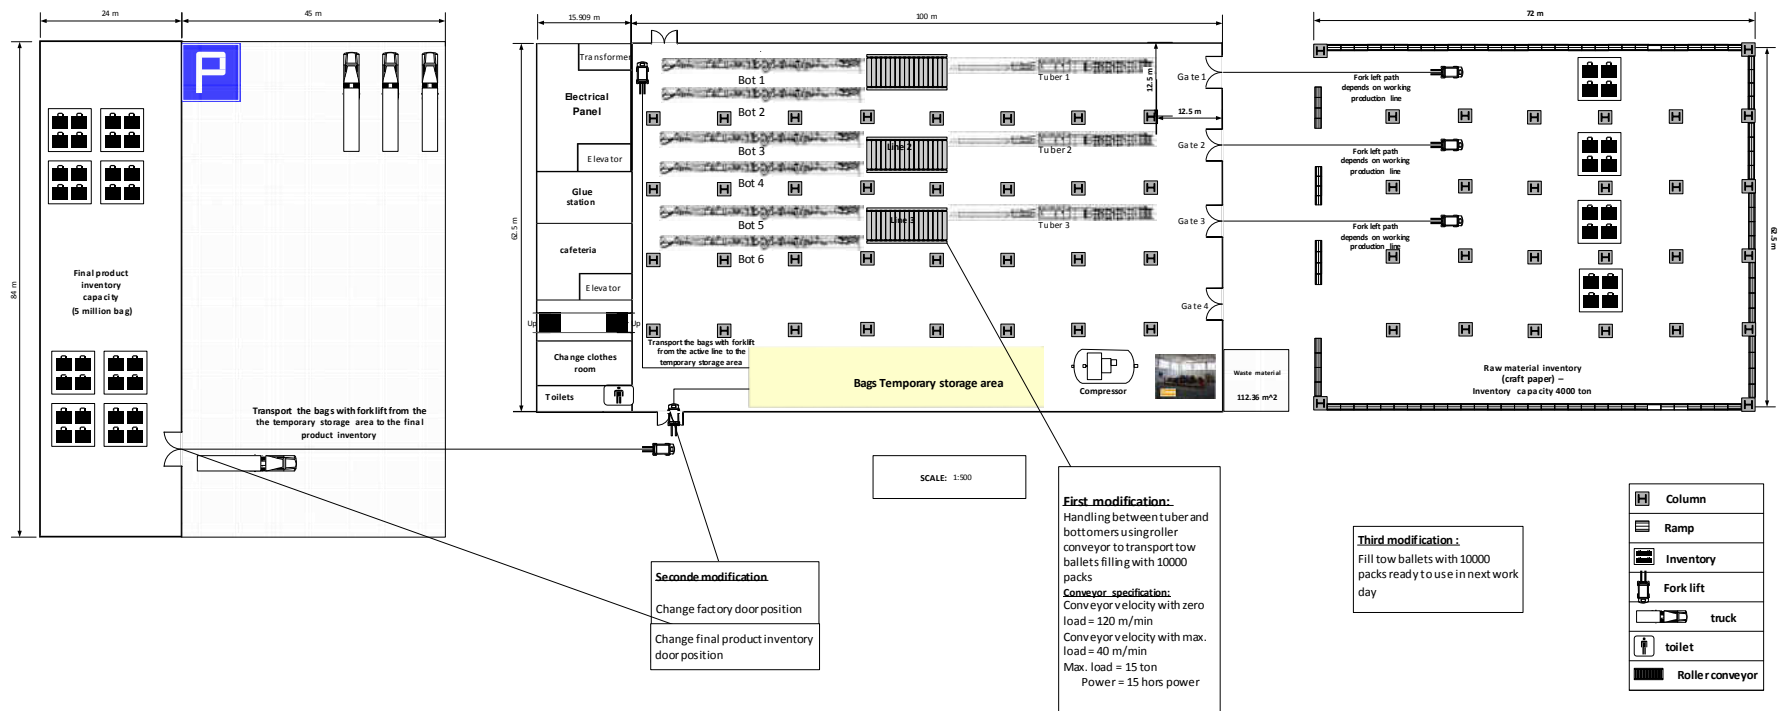 24 m
45 m
84 m
P
Final product
inventory
capacity
(5 million bag)
Transport the bags with fork lift from the
the temporary storage area to the final
product inventory
15.909 m
100 m
62.5 m
Transformer
Electrical
Panel
Elevator
Glue
station
cafeteria
Elevator
Up
Up
Change clothes
room
Toilets
Bot 1
Bot 2
Bot 3
Bot 4
Bot 5
Bot 6
Line 2
Line 3
Tuber 1
Tuber 2
Tuber 3
12.5 m
12.5 m
Gate 1
Gate 2
Gate 3
Gate 4
Transport the bags with forklift
from the active line to the
temporary storage area
Bags Temporary storage area
Compressor
Waste material
112.36 m^2
72 m
62.5 m
Fork left path
depends on working
production line
Fork left path
depends on working
production line
Fork left path
depends on working
production line
Raw material inventory
(craft paper) –
Inventory capacity 4000 ton
SCALE: 1:500
Seconde modification
Change factory door position
Change final product inventory
door position
First modification:
Handling between tuber and
bottomers using roller
conveyor to transport tow
ballets filling with 10000
packs
Conveyor specification:
Conveyor velocity with zero
load = 120 m/min
Conveyor velocity with max.
load = 40 m/min
Max. load = 15 ton
Power = 15 hors power
Third modification :
Fill tow ballets with 10000
packs ready to use in next work
day
Column
Ramp
Inventory
Fork lift
truck
toilet
Roller conveyor